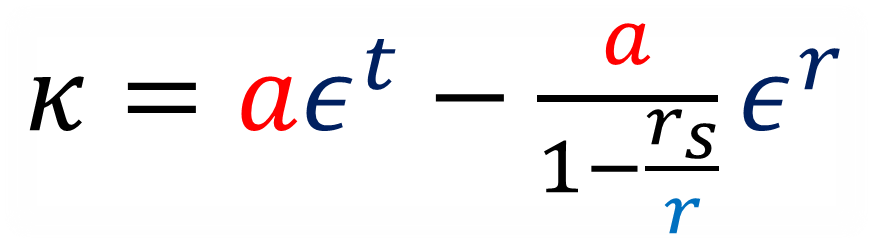 κ = aϵ^t − a/(1−r_s/r) ϵ^r